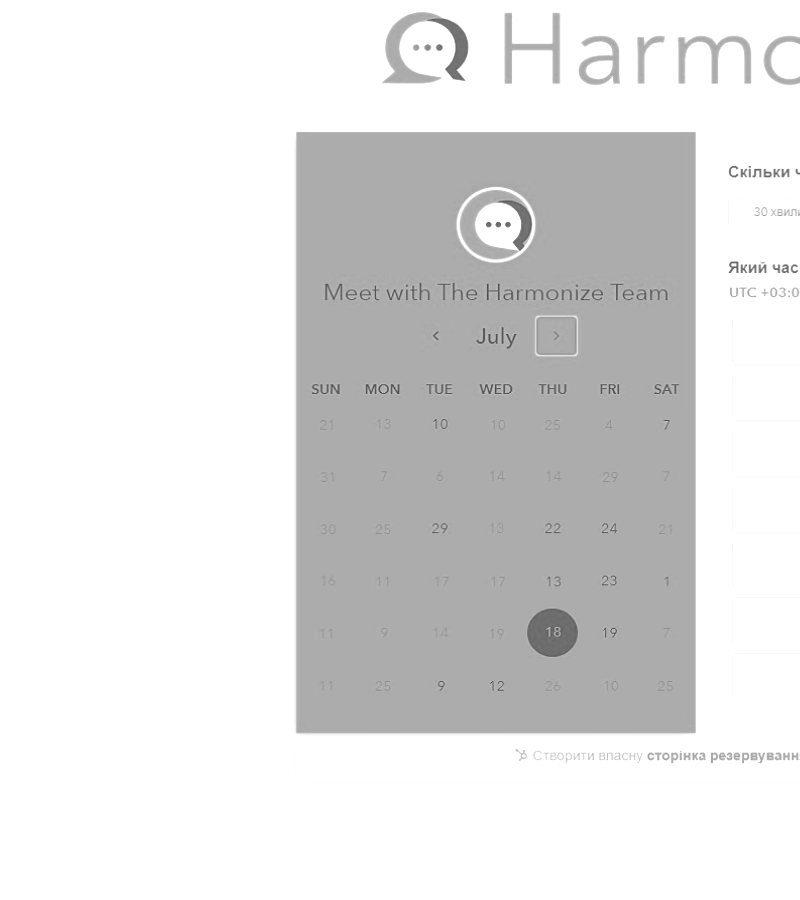 Harmo
Meet with The Harmonize Team
‹ July ›
SUN MON TUE WED THU FRI SAT
21 13 10 10 25 4 7
31 7 6 14 14 29 7
30 25 29 13 22 24 21
16 11 17 17 13 23 1
11 9 14 19 18 19 7
11 25 9 12 26 10 25
Скільки ч
30 хвили
Який час
UTC +03:0
Створити власну сторінка резервуванн